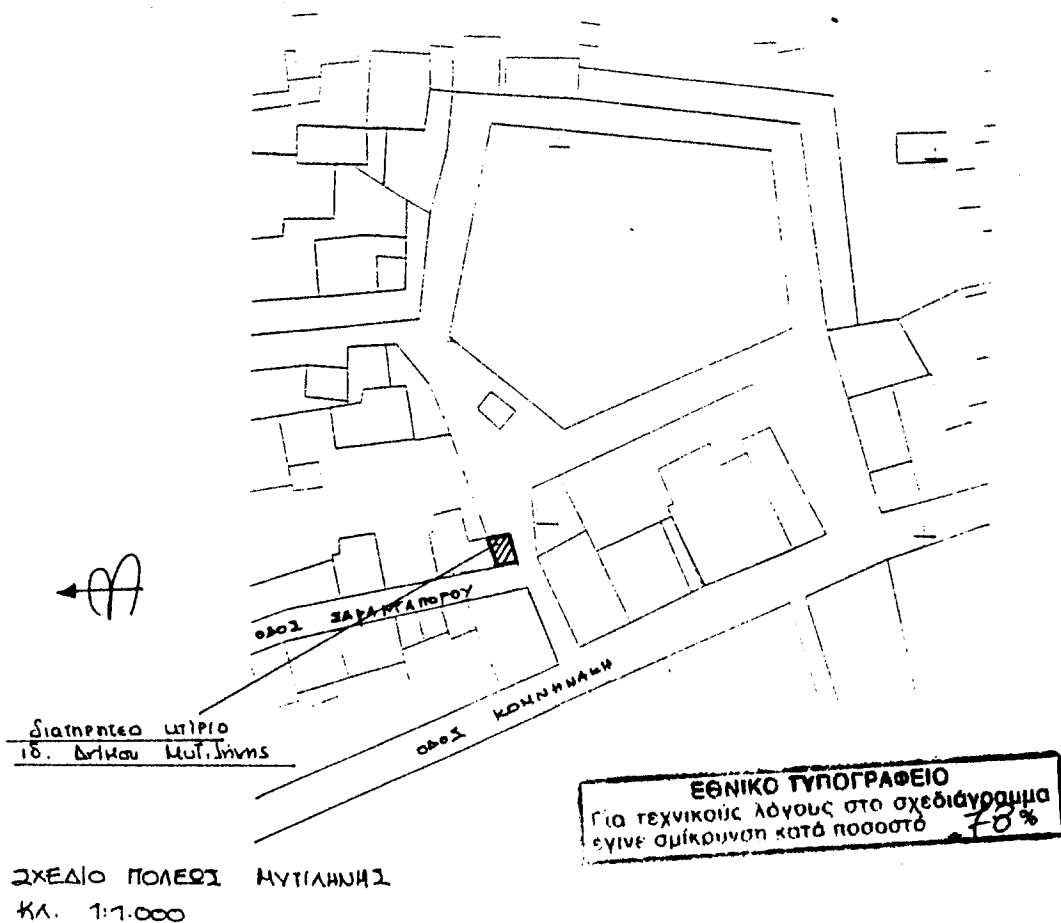 ΟΔΟΣ ΣΑΡΑΝΤΑΠΟΡΟΥ
ΟΔΟΣ ΚΟΜΝΗΝΑΚΗ
διατηρητεο κτίριο
ιδ. Δήμου Μυτιλήνης
ΕΘΝΙΚΟ ΤΥΠΟΓΡΑΦΕΙΟ
Για τεχνικούς λόγους στο σχεδιάγραμμα
έγινε σμίκρυνση κατά ποσοστό 78%
ΣΧΕΔΙΟ ΠΟΛΕΩΣ ΜΥΤΙΛΗΝΗΣ
ΚΛ. 1:1.000